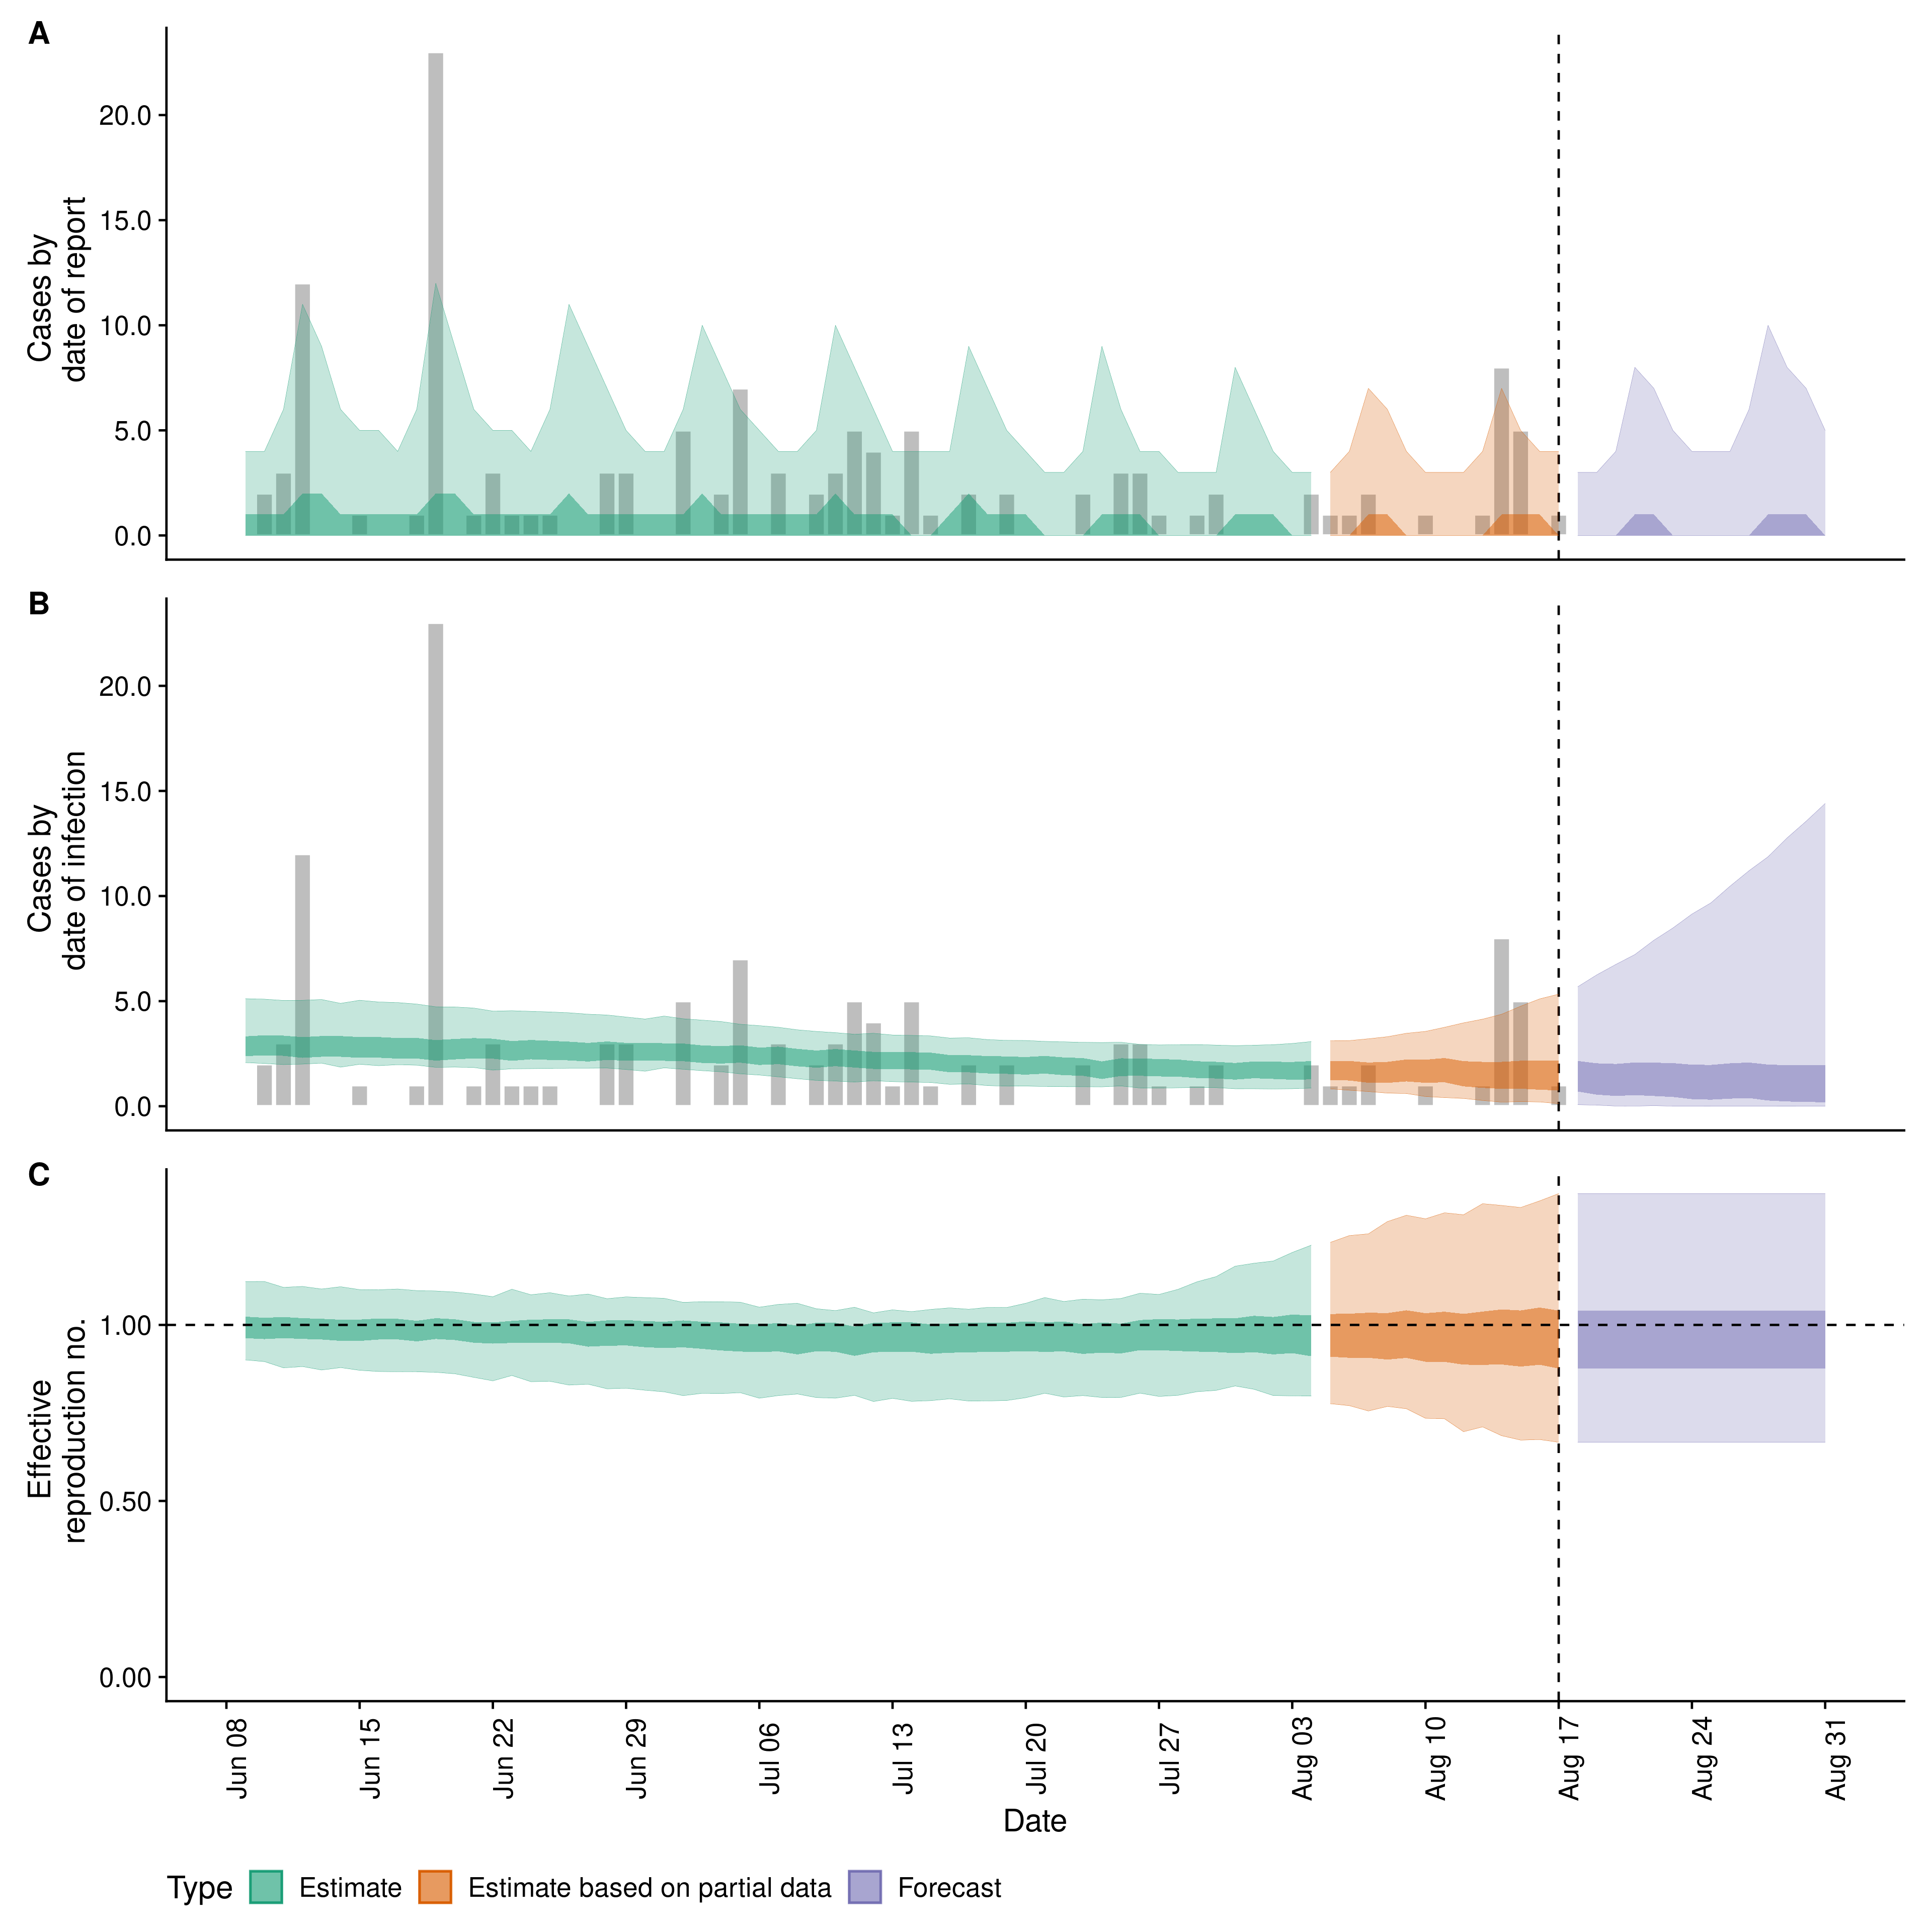 A
Cases by
date of report
20.0
15.0
10.0
5.0
0.0
B
Cases by
date of infection
20.0
15.0
10.0
5.0
0.0
C
Effective
reproduction no.
1.00
0.50
0.00
Jun 08
Jun 15
Jun 22
Jun 29
Jul 06
Jul 13
Jul 20
Jul 27
Aug 03
Aug 10
Aug 17
Aug 24
Aug 31
Date
Type Estimate Estimate based on partial data Forecast